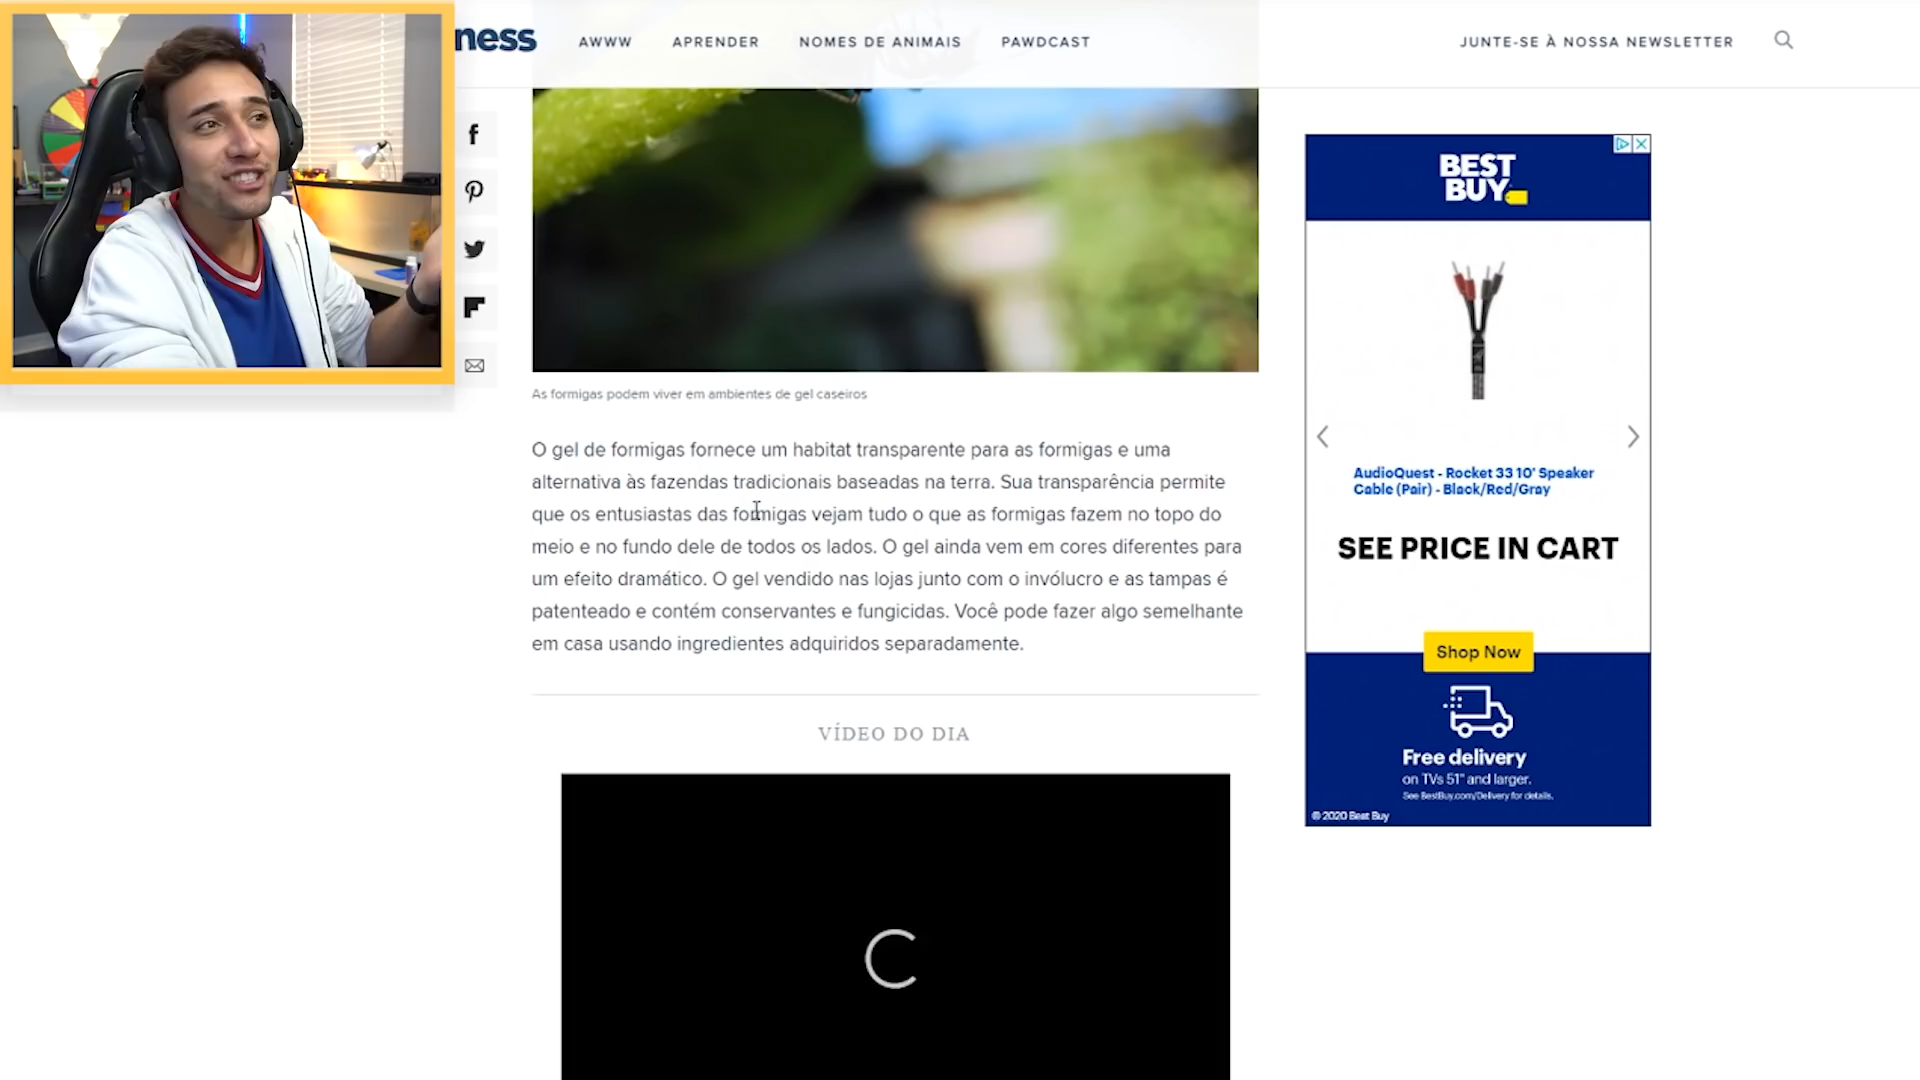 ness
AWWW
APRENDER
NOMES DE ANIMAIS
PAWDCAST
JUNTE-SE À NOSSA NEWSLETTER
As formigas podem viver em ambientes de gel caseiros
O gel de formigas fornece um habitat transparente para as formigas e uma
alternativa às fazendas tradicionais baseadas na terra. Sua transparência permite
que os entusiastas das formigas vejam tudo o que as formigas fazem no topo do
meio e no fundo dele de todos os lados. O gel ainda vem em cores diferentes para
um efeito dramático. O gel vendido nas lojas junto com o invólucro e as tampas é
patenteado e contém conservantes e fungicidas. Você pode fazer algo semelhante
em casa usando ingredientes adquiridos separadamente.
VÍDEO DO DIA
BEST
BUY
AudioQuest - Rocket 33 10' Speaker
Cable (Pair) - Black/Red/Gray
SEE PRICE IN CART
Shop Now
Free delivery
on TVs 51" and larger.
See BestBuy.com/Delivery for details.
© 2020 Best Buy